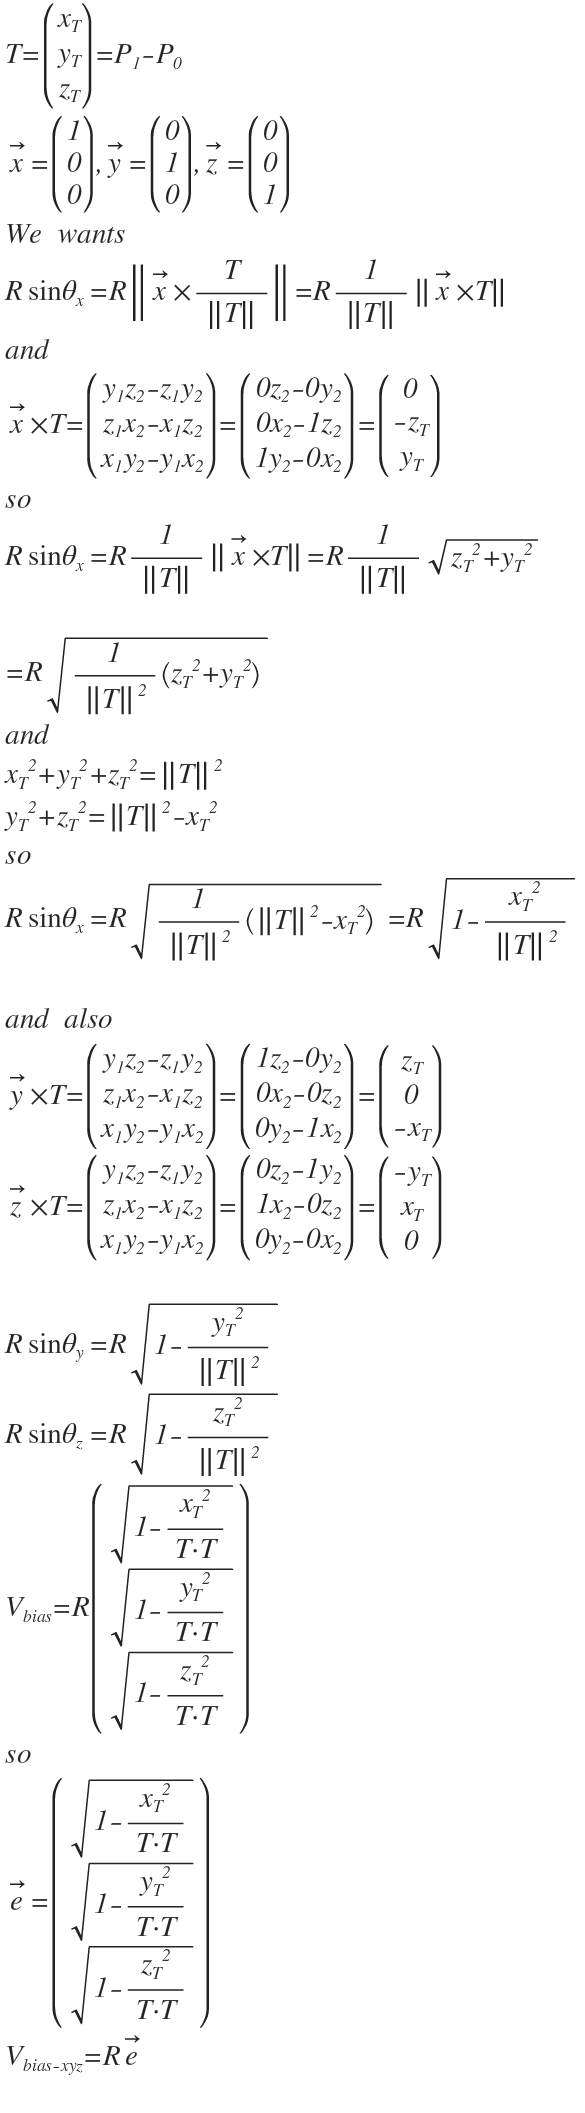 T=(x_T y_T z_T)=P_1-P_0
x⃗=(1 0 0), y⃗=(0 1 0), z⃗=(0 0 1)
We wants
R sinθ_x=R‖x⃗×T/‖T‖‖=R 1/‖T‖ ‖x⃗×T‖
and
x⃗×T=(y_1z_2-z_1y_2 z_1x_2-x_1z_2 x_1y_2-y_1x_2)=(0z_2-0y_2 0x_2-1z_2 1y_2-0x_2)=(0 -z_T y_T)
so
R sinθ_x=R 1/‖T‖ ‖x⃗×T‖=R 1/‖T‖ √(z_T^2+y_T^2)
=R√(1/‖T‖^2 (z_T^2+y_T^2))
and
x_T^2+y_T^2+z_T^2=‖T‖^2
y_T^2+z_T^2=‖T‖^2-x_T^2
so
R sinθ_x=R√(1/‖T‖^2 (‖T‖^2-x_T^2))=R√(1-x_T^2/‖T‖^2)
and also
y⃗×T=(y_1z_2-z_1y_2 z_1x_2-x_1z_2 x_1y_2-y_1x_2)=(1z_2-0y_2 0x_2-0z_2 0y_2-1x_2)=(z_T 0 -x_T)
z⃗×T=(y_1z_2-z_1y_2 z_1x_2-x_1z_2 x_1y_2-y_1x_2)=(0z_2-1y_2 1x_2-0z_2 0y_2-0x_2)=(-y_T x_T 0)
R sinθ_y=R√(1-y_T^2/‖T‖^2)
R sinθ_z=R√(1-z_T^2/‖T‖^2)
V_bias=R(√(1-x_T^2/T·T) √(1-y_T^2/T·T) √(1-z_T^2/T·T))
so
e⃗=(√(1-x_T^2/T·T) √(1-y_T^2/T·T) √(1-z_T^2/T·T))
V_bias-xyz=Re⃗